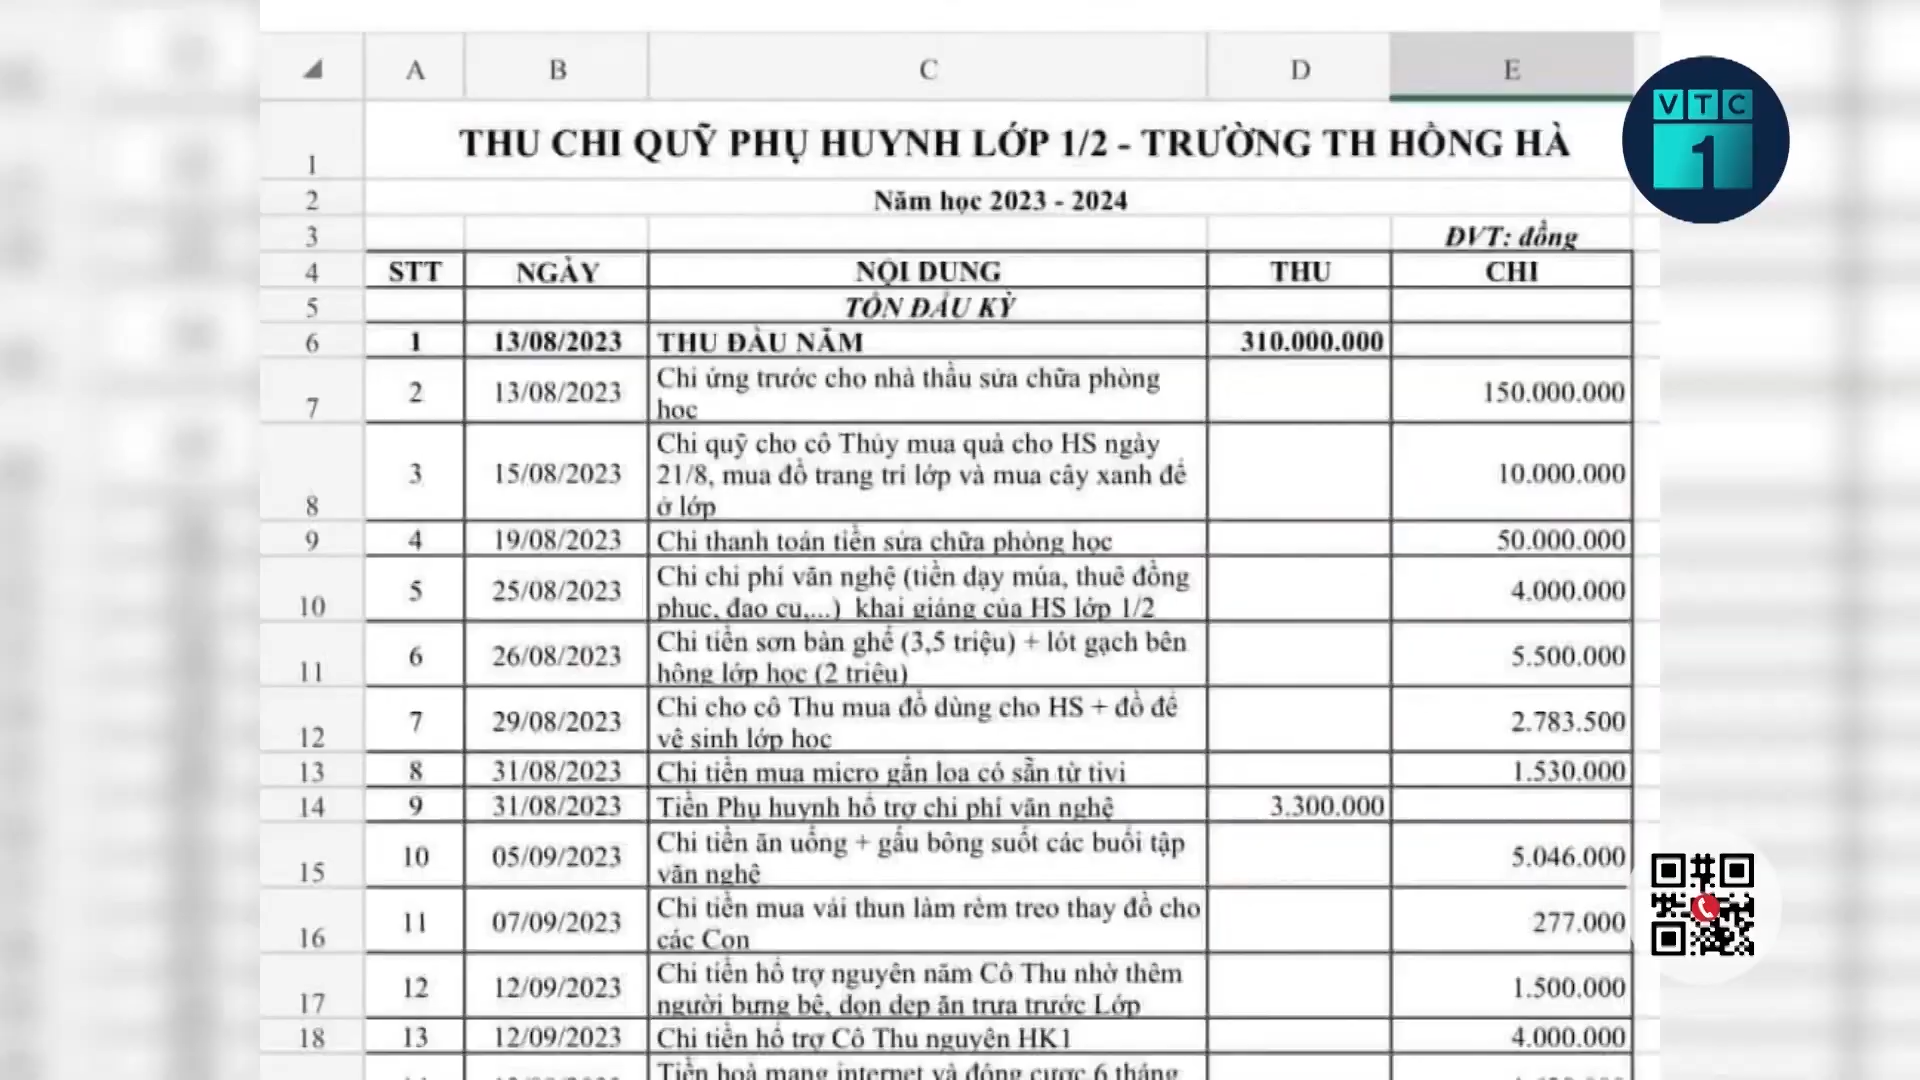 A B C D E
VTC
1
1 THU CHI QUỸ PHỤ HUYNH LỚP 1/2 - TRƯỜNG TH HỒNG HÀ
2 Năm học 2023 - 2024
3 ĐVT: đồng
4 STT NGÀY NỘI DUNG THU CHI
5 TỒN ĐẦU KỲ
6 1 13/08/2023 THU ĐẦU NĂM 310.000.000
7 2 13/08/2023 Chi ứng trước cho nhà thầu sửa chữa phòng
học 150.000.000
8 3 15/08/2023 Chi quỹ cho cô Thủy mua quà cho HS ngày
21/8, mua đồ trang trí lớp và mua cây xanh để
ở lớp 10.000.000
9 4 19/08/2023 Chi thanh toán tiền sửa chữa phòng học 50.000.000
10 5 25/08/2023 Chi chi phí văn nghệ (tiền dạy múa, thuê đồng
phục, đạo cụ,...) khai giảng của HS lớp 1/2 4.000.000
11 6 26/08/2023 Chi tiền sơn bàn ghế (3,5 triệu) + lót gạch bên
hông lớp học (2 triệu) 5.500.000
12 7 29/08/2023 Chi cho cô Thu mua đồ dùng cho HS + đồ để
vệ sinh lớp học 2.783.500
13 8 31/08/2023 Chi tiền mua micro gắn loa có sẵn từ tivi 1.530.000
14 9 31/08/2023 Tiền Phụ huynh hỗ trợ chi phí văn nghệ 3.300.000
15 10 05/09/2023 Chi tiền ăn uống + gấu bông suốt các buổi tập
văn nghệ 5.046.000
16 11 07/09/2023 Chi tiền mua vải thun làm rèm treo thay đồ cho
các Con 277.000
17 12 12/09/2023 Chi tiền hỗ trợ nguyên năm Cô Thu nhờ thêm
người bưng bê, dọn dẹp ăn trưa trước Lớp 1.500.000
18 13 12/09/2023 Chi tiền hỗ trợ Cô Thu nguyên HK1 4.000.000
Tiền hoà mạng internet và đóng cước 6 tháng